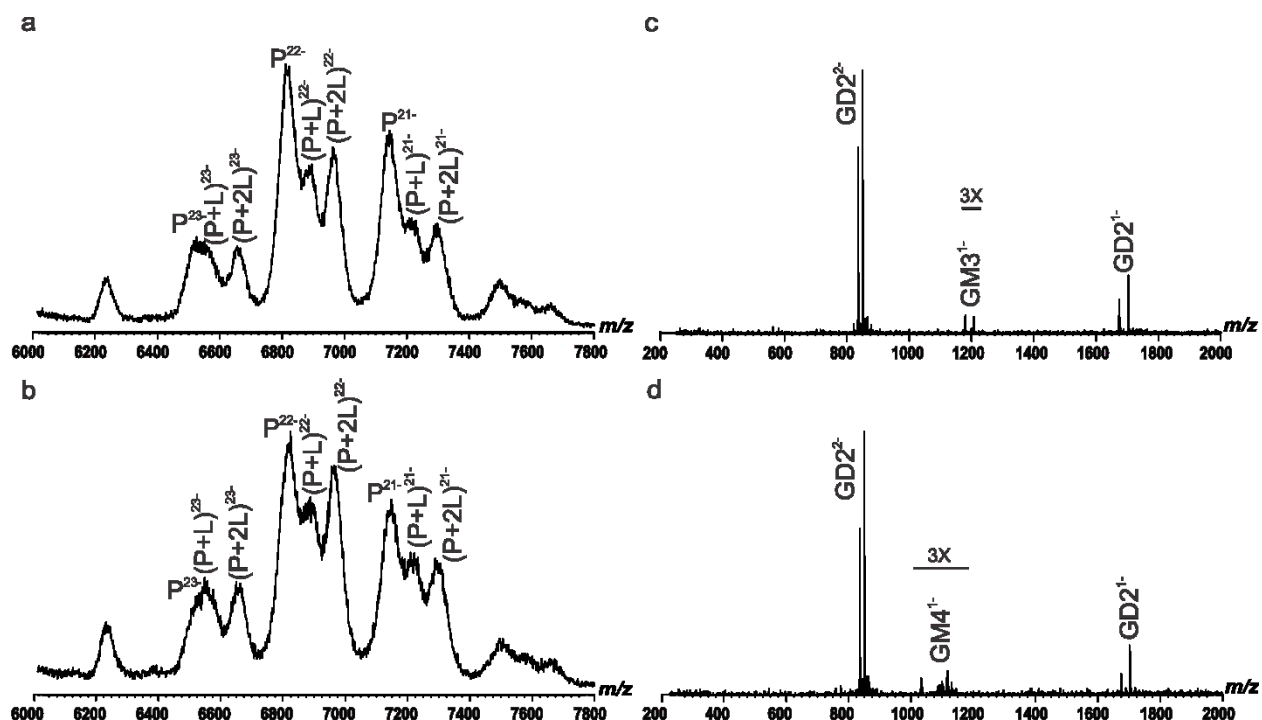 a
P²³⁻
(P+L)²³⁻
(P+2L)²³⁻
P²²⁻
(P+L)²²⁻
(P+2L)²²⁻
P²¹⁻
(P+L)²¹⁻
(P+2L)²¹⁻
m/z
6000 6200 6400 6600 6800 7000 7200 7400 7600 7800
c
GD2²⁻
3X
GM3¹⁻
GD2¹⁻
m/z
200 400 600 800 1000 1200 1400 1600 1800 2000
b
P²³⁻
(P+L)²³⁻
(P+2L)²³⁻
P²²⁻
(P+L)²²⁻
(P+2L)²²⁻
P²¹⁻
(P+L)²¹⁻
(P+2L)²¹⁻
m/z
6000 6200 6400 6600 6800 7000 7200 7400 7600 7800
d
GD2²⁻
3X
GM4¹⁻
GD2¹⁻
m/z
200 400 600 800 1000 1200 1400 1600 1800 2000